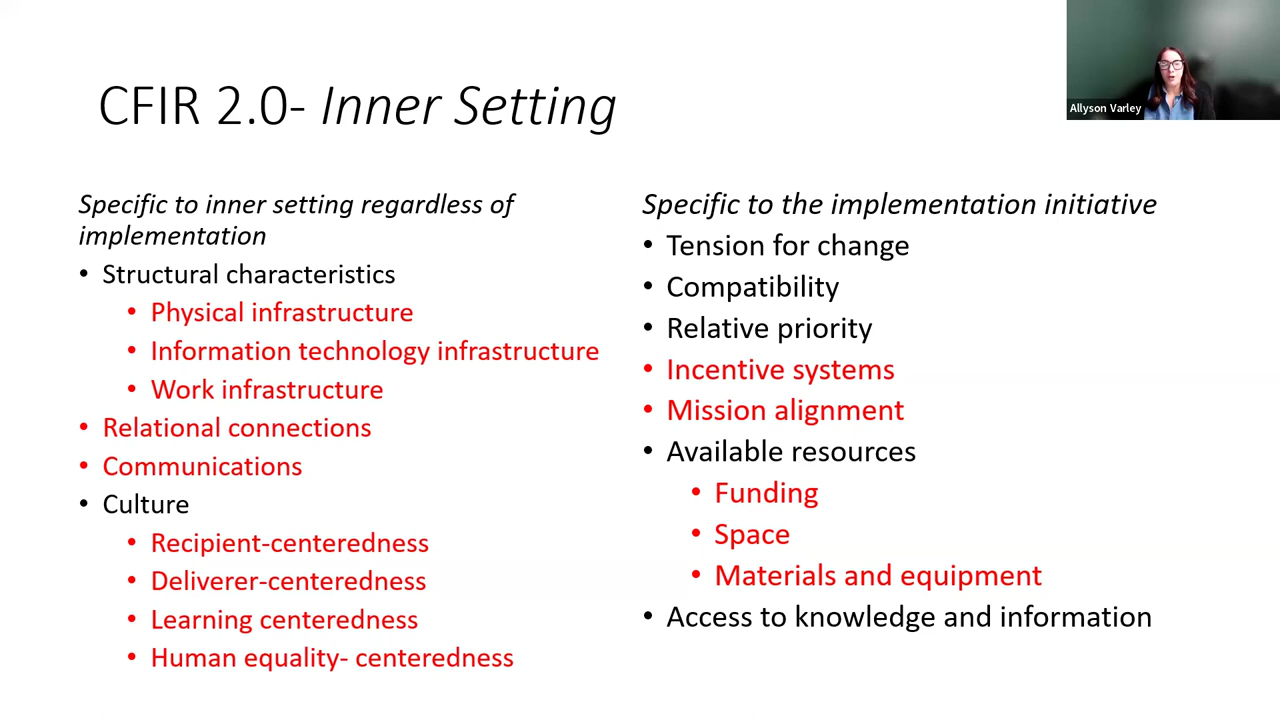 CFIR 2.0- Inner Setting
Allyson Varley
Specific to inner setting regardless of
implementation
• Structural characteristics
• Physical infrastructure
• Information technology infrastructure
• Work infrastructure
• Relational connections
• Communications
• Culture
• Recipient-centeredness
• Deliverer-centeredness
• Learning centeredness
• Human equality- centeredness
Specific to the implementation initiative
• Tension for change
• Compatibility
• Relative priority
• Incentive systems
• Mission alignment
• Available resources
• Funding
• Space
• Materials and equipment
• Access to knowledge and information